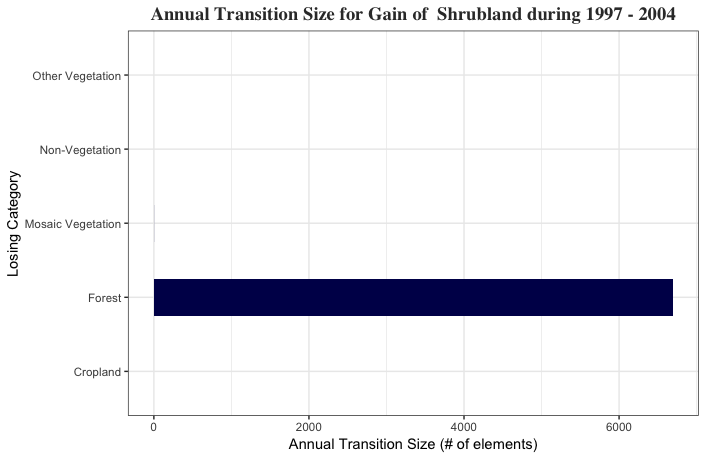 Annual Transition Size for Gain of  Shrubland during 1997 - 2004
Losing Category
Other Vegetation
Non-Vegetation
Mosaic Vegetation
Forest
Cropland
0 2000 4000 6000
Annual Transition Size (# of elements)